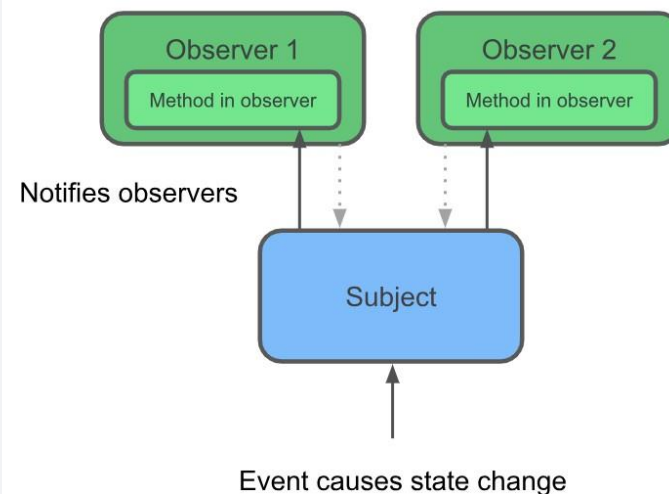 Observer 1
Observer 2
Method in observer
Method in observer
Notifies observers
Subject
Event causes state change